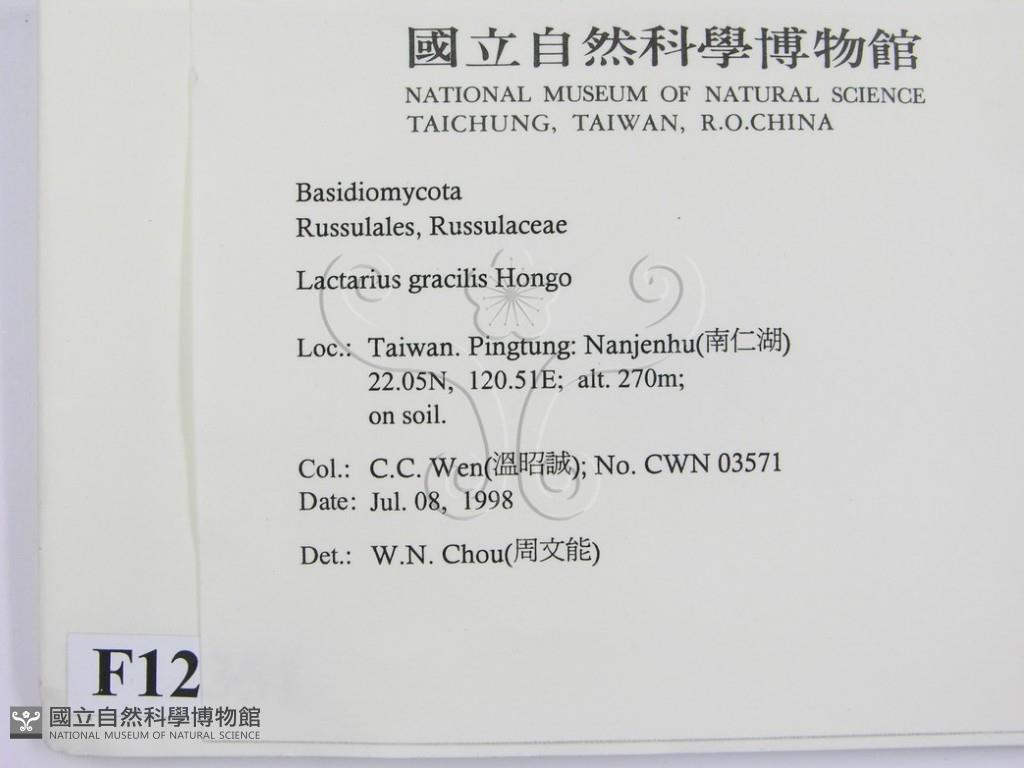 國立自然科學博物館
NATIONAL MUSEUM OF NATURAL SCIENCE
TAICHUNG, TAIWAN, R.O.CHINA
Basidiomycota
Russulales, Russulaceae
Lactarius gracilis Hongo
Loc.: Taiwan. Pingtung: Nanjenhu(南仁湖)
22.05N, 120.51E; alt. 270m;
on soil.
Col.: C.C. Wen(溫昭誠); No. CWN 03571
Date: Jul. 08, 1998
Det.: W.N. Chou(周文能)
F12
國立自然科學博物館
NATIONAL MUSEUM OF NATURAL SCIENCE